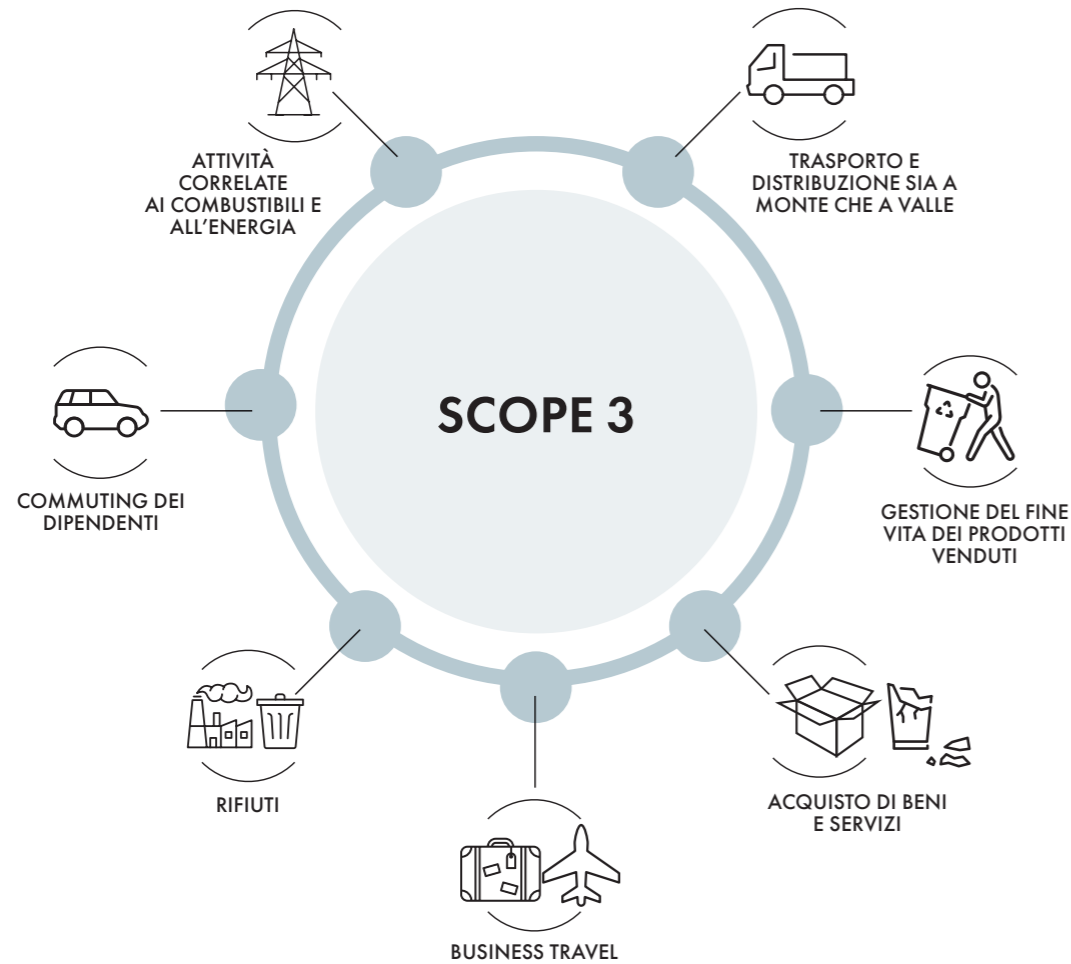 ATTIVITÀ
CORRELATE
AI COMBUSTIBILI E
ALL’ENERGIA
TRASPORTO E
DISTRIBUZIONE SIA A
MONTE CHE A VALLE
SCOPE 3
COMMUTING DEI
DIPENDENTI
GESTIONE DEL FINE
VITA DEI PRODOTTI
VENDUTI
RIFIUTI
ACQUISTO DI BENI
E SERVIZI
BUSINESS TRAVEL